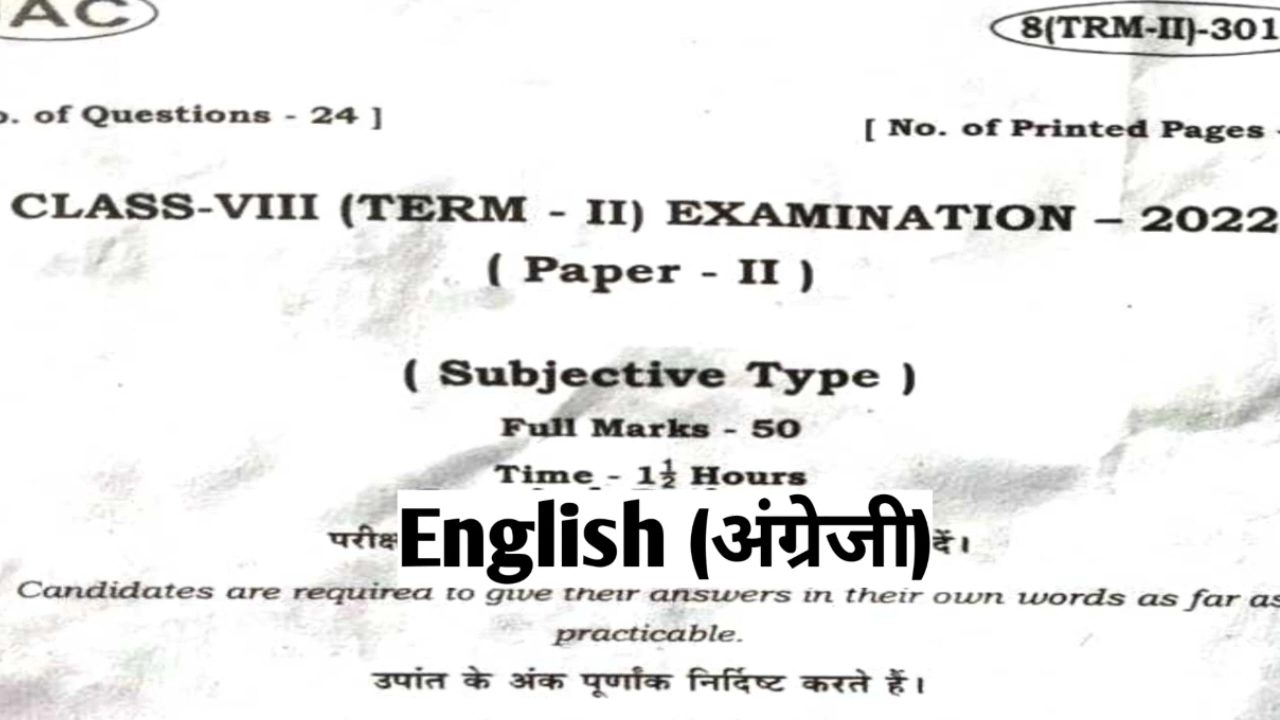 AC
8(TRM-II)-301
of Questions - 24 ]
[ No. of Printed Pages -
CLASS-VIII (TERM - II) EXAMINATION – 2022
( Paper - II )
( Subjective Type )
Full Marks - 50
Time - 1½ Hours
English (अंग्रेजी)
दें।
Candidates are required to give their answers in their own words as far as
practicable.
उपांत के अंक पूर्णांक निर्दिष्ट करते हैं।